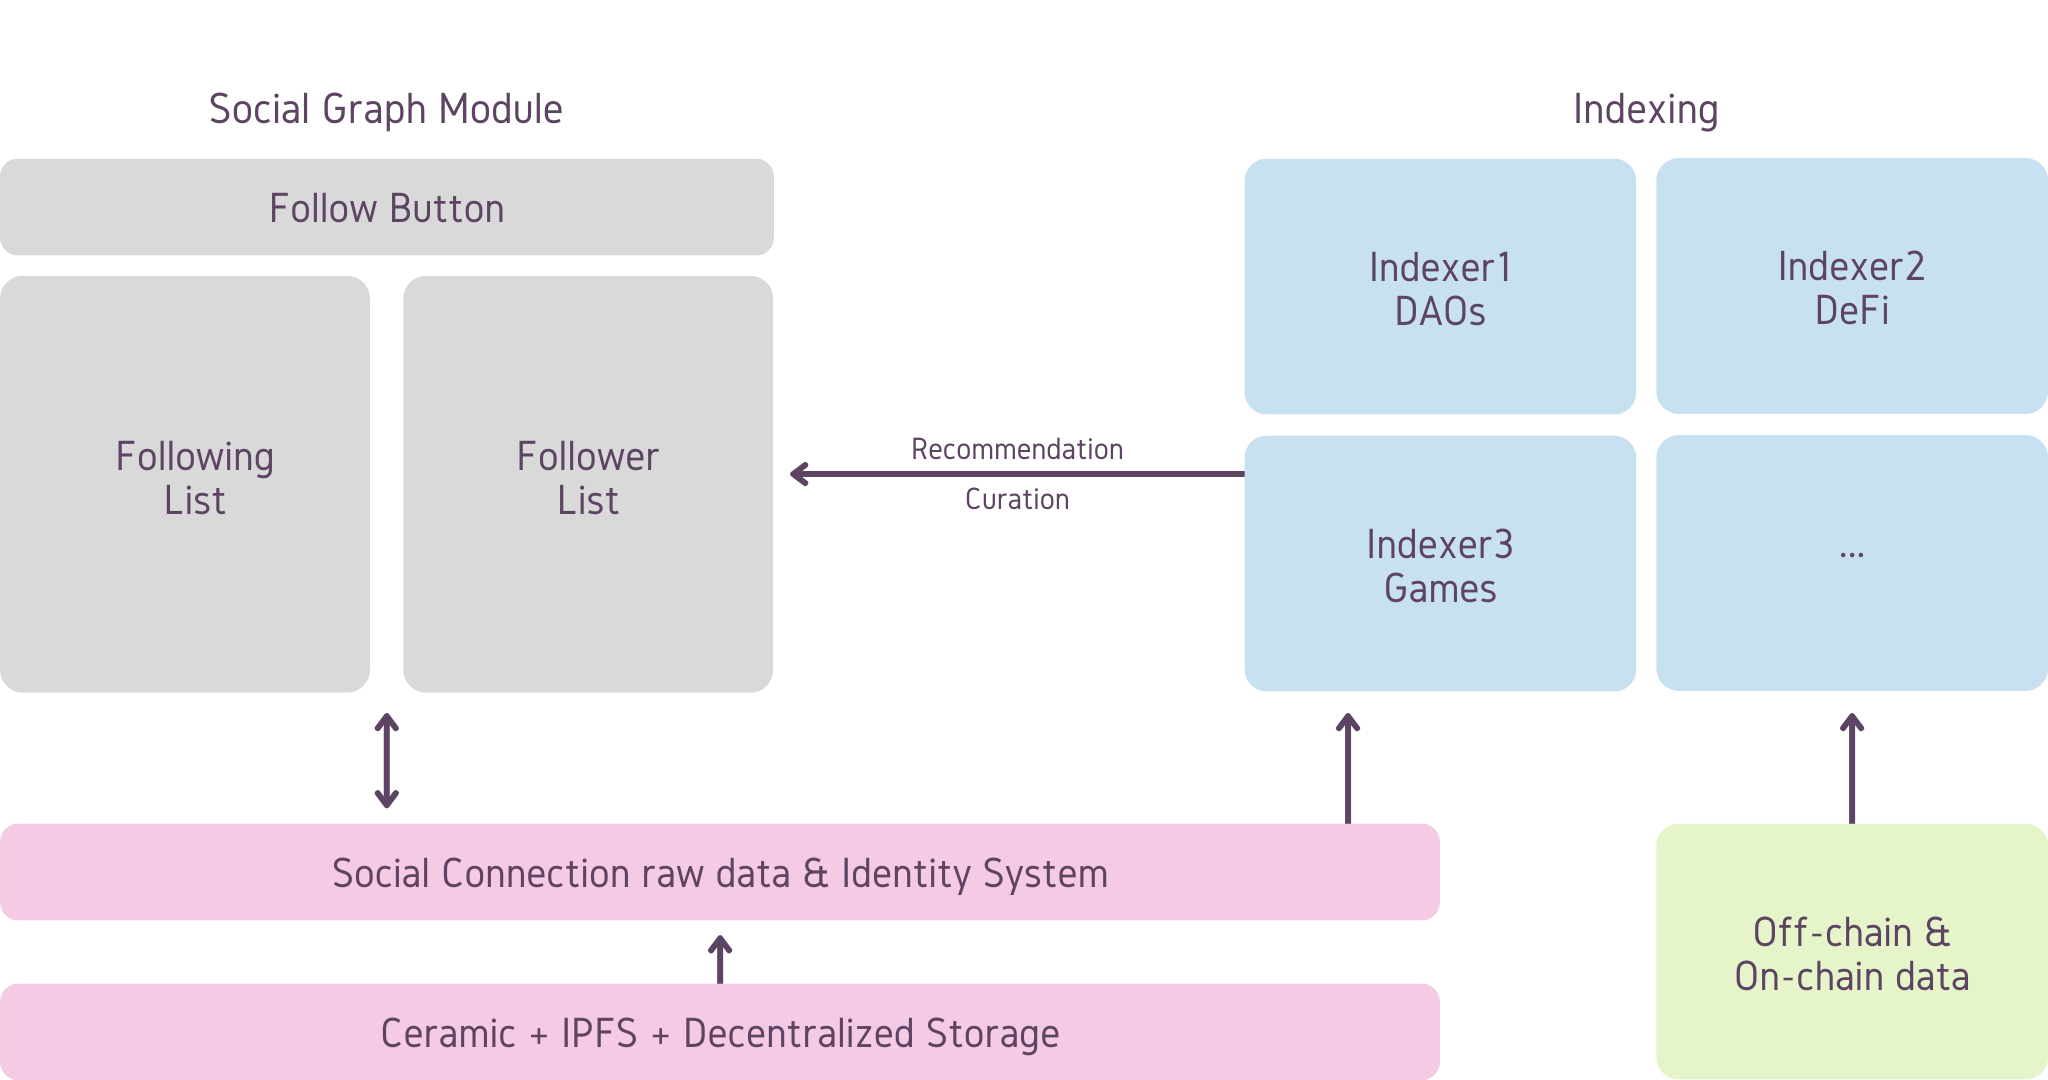 Social Graph Module
Follow Button
Following
List
Follower
List
Recommendation
Curation
Indexing
Indexer1
DAOs
Indexer2
DeFi
Indexer3
Games
...
Social Connection raw data & Identity System
Ceramic + IPFS + Decentralized Storage
Off-chain &
On-chain data